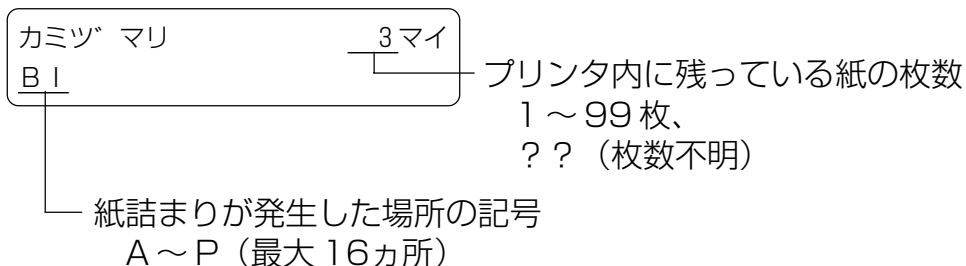 カミツ゛マリ 3マイ
BI
プリンタ内に残っている紙の枚数
1～99枚、
??（枚数不明）
紙詰まりが発生した場所の記号
A～P（最大16ヵ所）